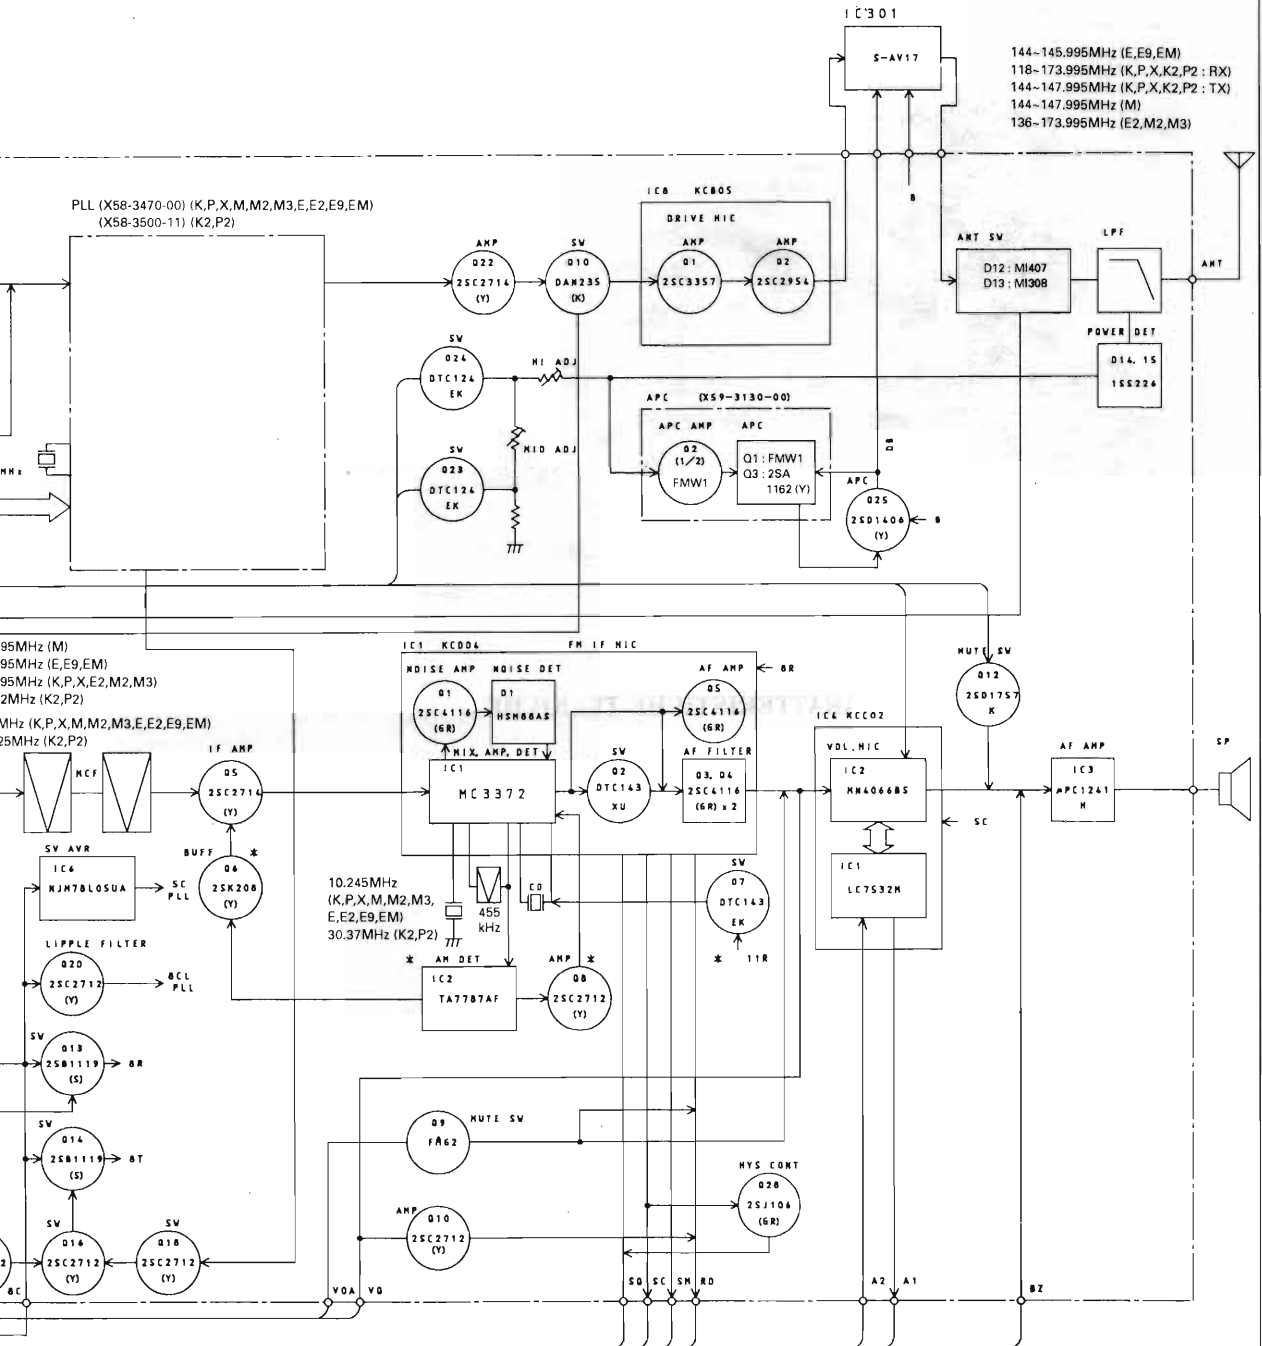 IC301
S-AV17
144~145.995MHz (E,E9,EM)
118~173.995MHz (K,P,X,K2,P2 : RX)
144~147.995MHz (K,P,X,K2,P2 : TX)
144~147.995MHz (M)
136~173.995MHz (E2,M2,M3)
PLL (X58-3470-00) (K,P,X,M,M2,M3,E,E2,E9,EM)
(X58-3500-11) (K2,P2)
IC8 KCB05
DRIVE MIC
AMP
Q22
2SC2714
(Y)
SW
Q10
DAN235
(K)
AMP
Q1
2SC3357
AMP
Q2
2SC2954
B
ANT SW
D12 : MI407
D13 : MI308
LPF
ANT
POWER DET
D14, 15
1SS226
SW
Q24
DTC124
EK
HI ADJ
MID ADJ
SW
Q23
DTC124
EK
APC (X59-3130-00)
APC AMP
Q2
(1/2)
FMW1
APC
Q1 : FMW1
Q3 : 2SA
1162 (Y)
DB
APC
Q25
2SD1406
(Y)
B
MHz
95MHz (M)
95MHz (E,E9,EM)
95MHz (K,P,X,E2,M2,M3)
2MHz (K2,P2)
MHz (K,P,X,M,M2,M3,E,E2,E9,EM)
25MHz (K2,P2)
MCF
IF AMP
Q5
2SC2714
(Y)
IC1 KCD04
FM IF MIC
NOISE AMP
Q1
2SC4116
(GR)
NOISE DET
D1
HSM88AS
AF AMP
Q5
2SC4116
(GR)
8R
MIX, AMP, DET
IC1
MC3372
SW
Q2
DTC143
XU
AF FILTER
Q3, Q4
2SC4116
(GR) x 2
MUTE SW
Q12
2SD1757
K
IC4 KCC02
VOL, MIC
IC2
MN4066BS
IC1
LC7532M
5C
AF AMP
IC3
μPC1241
H
SP
5V AVR
IC6
NJM78L05UA
5C
PLL
BUFF
*
Q6
2SK208
(Y)
10.245MHz
(K,P,X,M,M2,M3,
E,E2,E9,EM)
30.37MHz (K2,P2)
455
kHz
CD
SW
Q7
DTC143
EK
*
11R
LIPPLE FILTER
Q20
2SC2712
(Y)
8CL
PLL
* AM DET
IC2
TA7787AF
AMP *
Q8
2SC2712
(Y)
SW
Q13
2SB1119
(S)
8R
SW
Q14
2SB1119
(S)
8T
Q9
FA62
MUTE SW
HYS CONT
Q28
2SJ106
(GR)
AMP
Q10
2SC2712
(Y)
SW
Q16
2SC2712
(Y)
SW
Q18
2SC2712
(Y)
2
8C
VOA VO
SQ SC SM RD
A2 A1
BZ